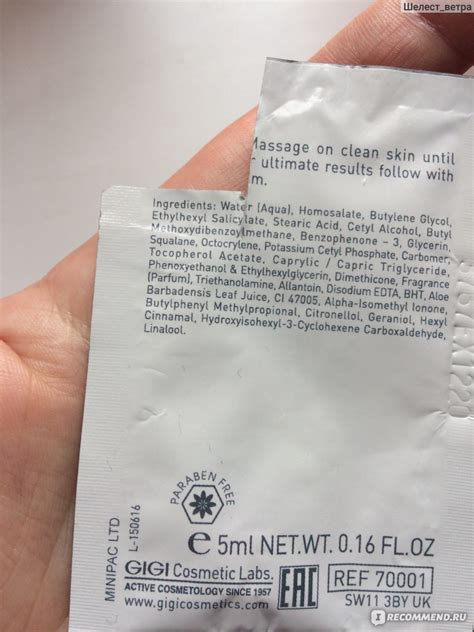 Шелест_ветра
Massage on clean skin until
ultimate results follow with
m.
Ingredients: Water (Aqua), Homosalate, Butylene Glycol,
Ethylhexyl Salicylate, Stearic Acid, Cetyl Alcohol, Butyl
Methoxydibenzoylmethane, Benzophenone - 3, Glycerin,
Squalane, Octocrylene, Potassium Cetyl Phosphate, Carbomer,
Tocopherol Acetate, Caprylic / Capric Triglyceride,
Phenoxyethanol & Ethylhexylglycerin, Dimethicone, Fragrance
(Parfum), Triethanolamine, Allantoin, Disodium EDTA, BHT, Aloe
Barbadensis Leaf Juice, CI 47005, Alpha-Isomethyl Ionone,
Butylphenyl Methylpropional, Citronellol, Geraniol, Hexyl
Cinnamal, Hydroxyisohexyl-3-Cyclohexene Carboxaldehyde,
Linalool.
PARABEN FREE
MINIPAC LTD
L-150616
e 5ml NET.WT. 0.16 FL.OZ
GIGI Cosmetic Labs.
ACTIVE COSMETOLOGY SINCE 1957
www.gigicosmetics.com
EAC
REF 70001
SW11 3BY UK
IRECOMMEND.RU